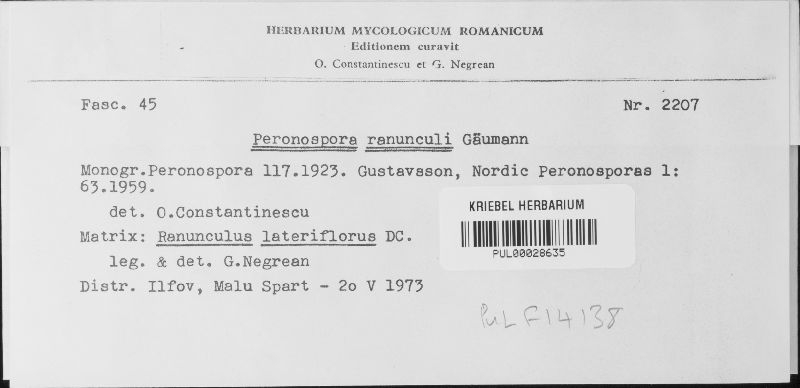 HERBARIUM MYCOLOGICUM ROMANICUM
Editionem curavit
O. Constantinescu et G. Negrean
Fasc. 45 Nr. 2207
Peronospora ranunculi Gäumann
Monogr.Peronospora 117.1923. Gustavsson, Nordic Peronosporas 1:
63.1959.
det. O.Constantinescu
Matrix: Ranunculus lateriflorus DC.
leg. & det. G.Negrean
Distr. Ilfov, Malu Spart - 2o V 1973
KRIEBEL HERBARIUM
PUL00028635
PUL F14138